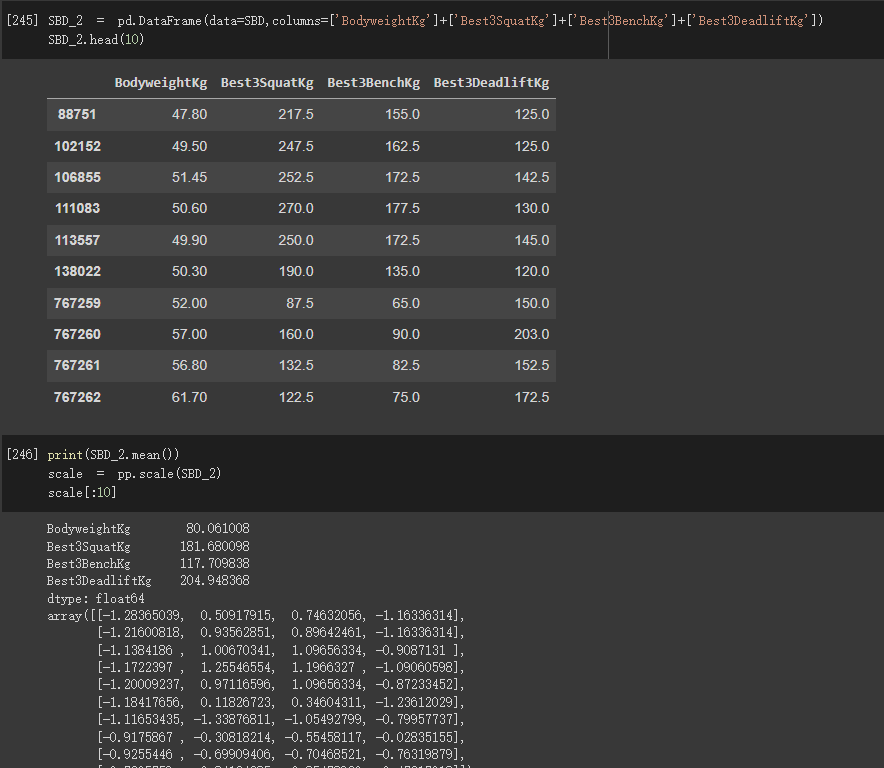 [245] SBD_2 = pd.DataFrame(data=SBD,columns=['BodyweightKg']+['Best3SquatKg']+['Best3BenchKg']+['Best3DeadliftKg'])
SBD_2.head(10)
BodyweightKg Best3SquatKg Best3BenchKg Best3DeadliftKg
88751 47.80 217.5 155.0 125.0
102152 49.50 247.5 162.5 125.0
106855 51.45 252.5 172.5 142.5
111083 50.60 270.0 177.5 130.0
113557 49.90 250.0 172.5 145.0
138022 50.30 190.0 135.0 120.0
767259 52.00 87.5 65.0 150.0
767260 57.00 160.0 90.0 203.0
767261 56.80 132.5 82.5 152.5
767262 61.70 122.5 75.0 172.5
[246] print(SBD_2.mean())
scale = pp.scale(SBD_2)
scale[:10]
BodyweightKg 80.061008
Best3SquatKg 181.680098
Best3BenchKg 117.709838
Best3DeadliftKg 204.948368
dtype: float64
array([[-1.28365039, 0.50917915, 0.74632056, -1.16336314],
[-1.21600818, 0.93562851, 0.89642461, -1.16336314],
[-1.1384186 , 1.00670341, 1.09656334, -0.9087131 ],
[-1.1722397 , 1.25546554, 1.1966327 , -1.09060598],
[-1.20009237, 0.97116596, 1.09656334, -0.87233452],
[-1.18417656, 0.11826723, 0.34604311, -1.23612029],
[-1.11653435, -1.33876811, -1.05492799, -0.79957737],
[-0.9175867 , -0.30818214, -0.55458117, -0.02835155],
[-0.9255446 , -0.69909406, -0.70468521, -0.76319879],